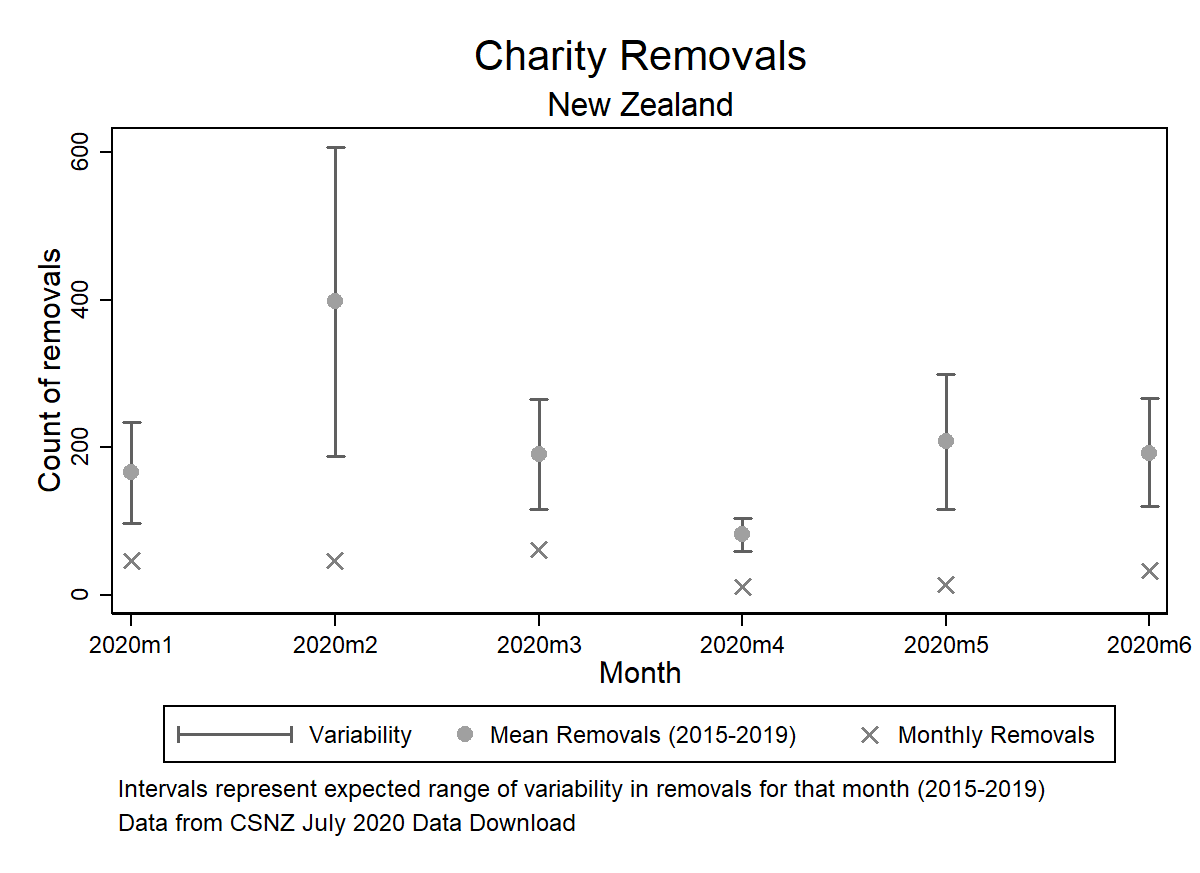 Charity Removals
New Zealand
Count of removals
600
400
200
0
2020m1 2020m2 2020m3 2020m4 2020m5 2020m6
Month
Variability Mean Removals (2015-2019) Monthly Removals
Intervals represent expected range of variability in removals for that month (2015-2019)
Data from CSNZ July 2020 Data Download